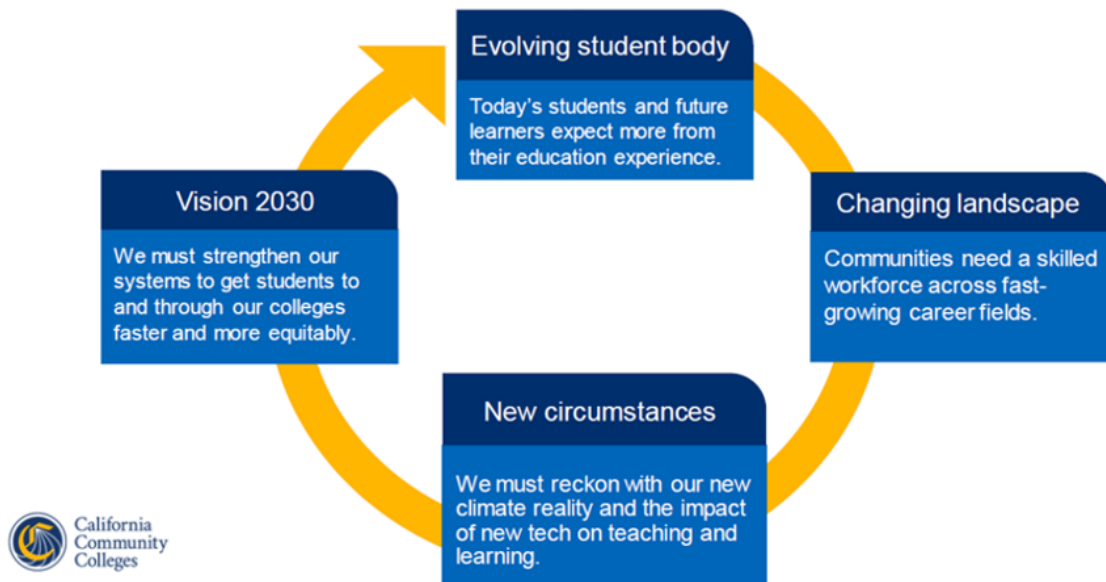 Evolving student body
Today's students and future
learners expect more from
their education experience.
Changing landscape
Communities need a skilled
workforce across fast-
growing career fields.
New circumstances
We must reckon with our new
climate reality and the impact
of new tech on teaching and
learning.
Vision 2030
We must strengthen our
systems to get students to
and through our colleges
faster and more equitably.
California
Community
Colleges